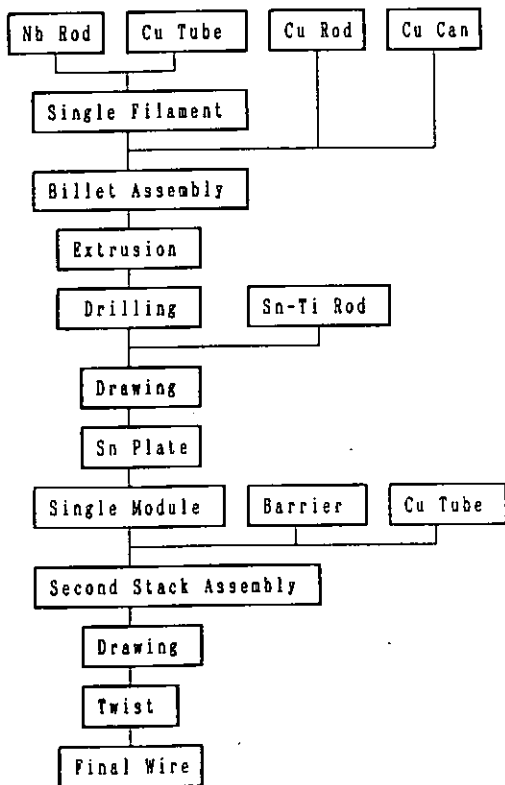 Nb Rod
Cu Tube
Cu Rod
Cu Can
Single Filament
Billet Assembly
Extrusion
Drilling
Sn-Ti Rod
Drawing
Sn Plate
Single Module
Barrier
Cu Tube
Second Stack Assembly
Drawing
Twist
Final Wire